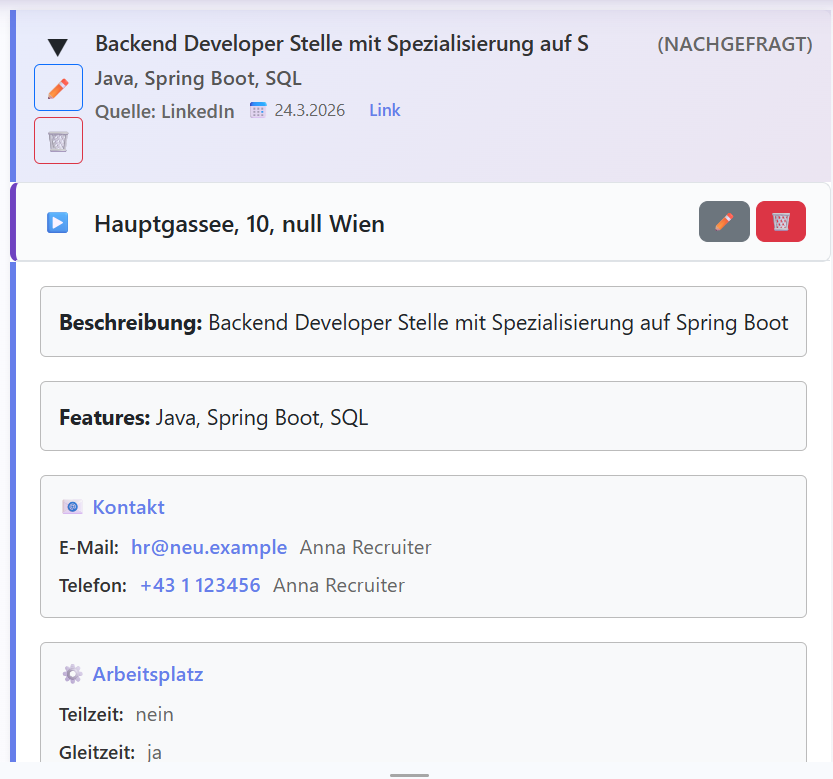 Backend Developer Stelle mit Spezialisierung auf S (NACHGEFRAGT)
Java, Spring Boot, SQL
Quelle: LinkedIn 24.3.2026 Link
Hauptgassee, 10, null Wien
Beschreibung: Backend Developer Stelle mit Spezialisierung auf Spring Boot
Features: Java, Spring Boot, SQL
Kontakt
E-Mail: hr@neu.example Anna Recruiter
Telefon: +43 1 123456 Anna Recruiter
Arbeitsplatz
Teilzeit: nein
Gleitzeit: ja